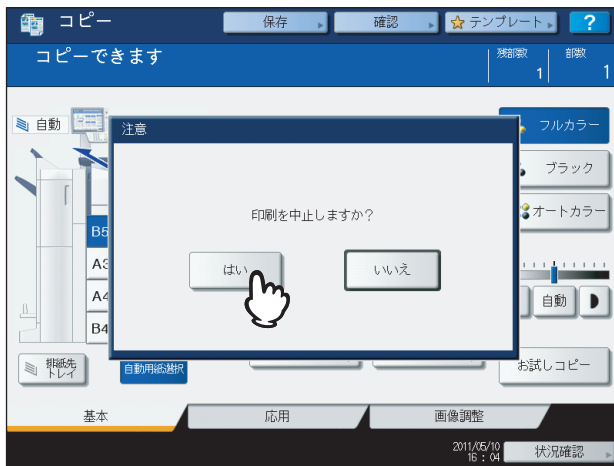 コピー
保存
確認
テンプレート
?
コピーできます
残部数
1
部数
1
自動
注意
フルカラー
ブラック
オートカラー
印刷を中止しますか?
はい
いいえ
B5
A3
A4
B4
自動
排紙先
トレイ
自動用紙選択
お試しコピー
基本
応用
画像調整
2011/05/10
16 : 04
状況確認